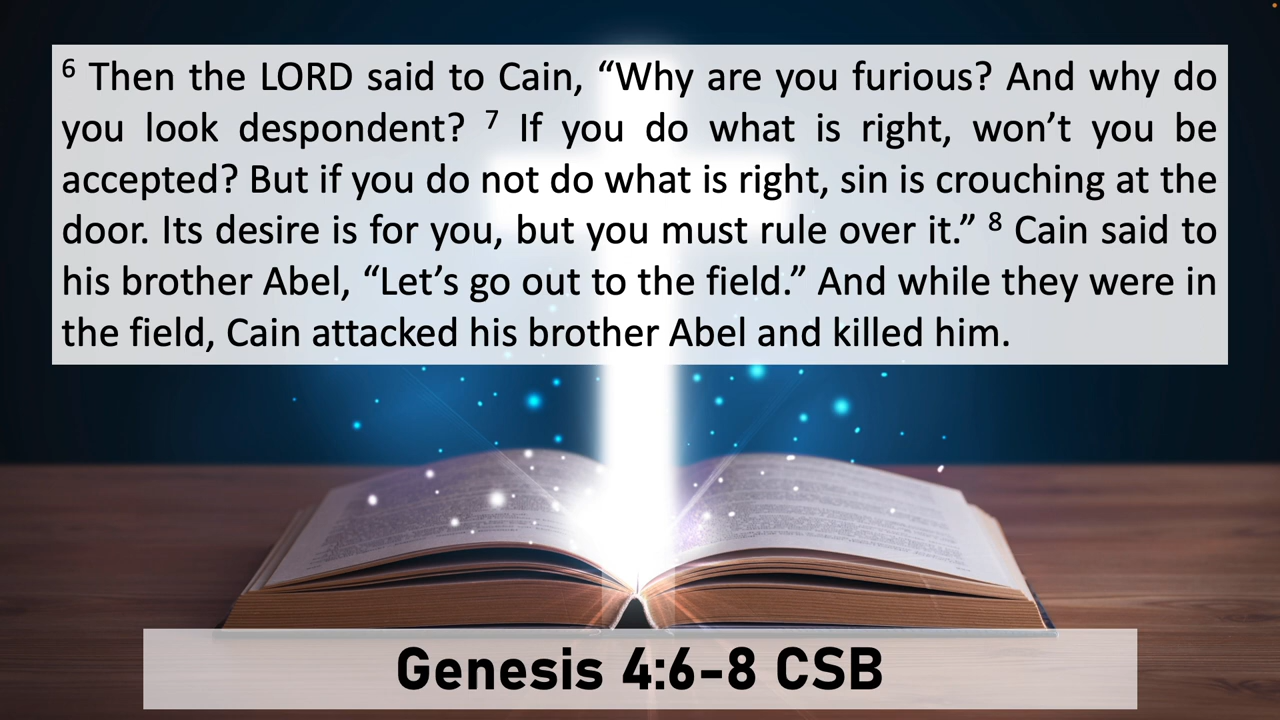 ⁶ Then the LORD said to Cain, “Why are you furious? And why do
you look despondent? ⁷ If you do what is right, won’t you be
accepted? But if you do not do what is right, sin is crouching at the
door. Its desire is for you, but you must rule over it.” ⁸ Cain said to
his brother Abel, “Let’s go out to the field.” And while they were in
the field, Cain attacked his brother Abel and killed him.
Genesis 4:6-8 CSB